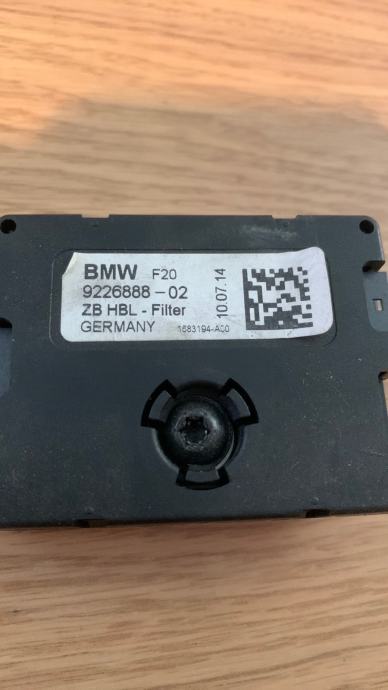 BMW F20
9226888-02
ZB HBL - Filter
GERMANY 1683194-A00
10.07.14